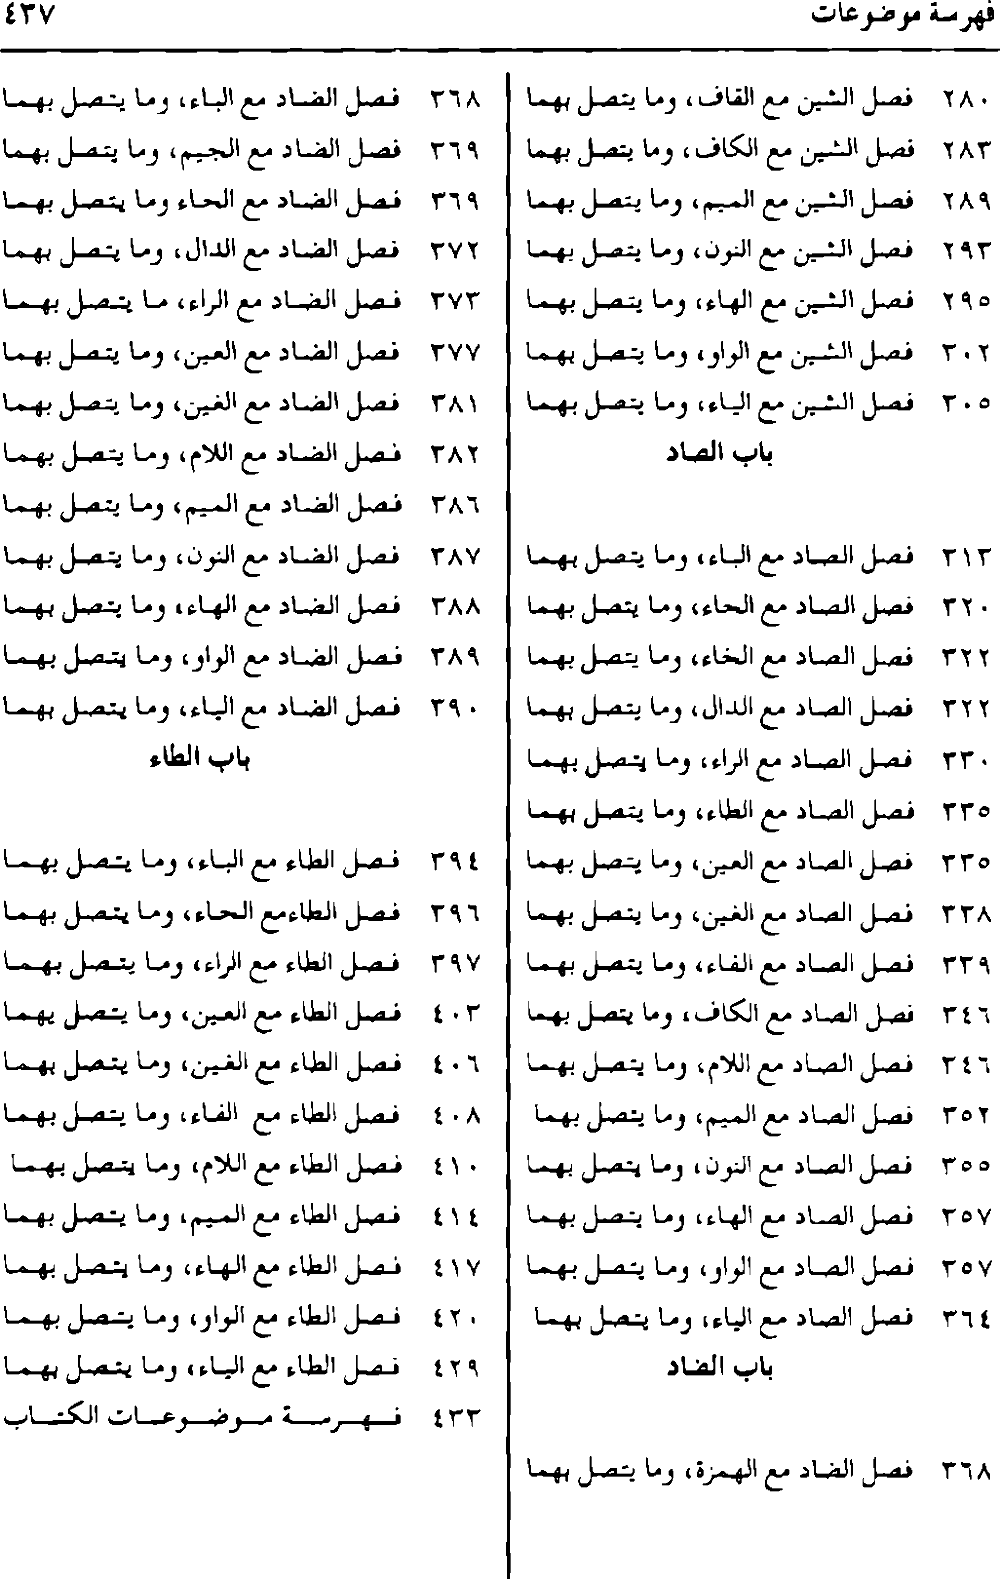 فهرسة موضوعات ٤٣٧
٢٨٠ فصل الشين مع القاف، وما يتصل بهما
٢٨٣ فصل الشين مع الكاف، وما يتصل بهما
٢٨٩ فصل الشين مع الميم، وما يتصل بهما
٢٩٣ فصل الشين مع النون، وما يتصل بهما
٢٩٥ فصل الشين مع الهاء، وما يتصل بهما
٣٠٢ فصل الشين مع الواو، وما يتصل بهما
٣٠٥ فصل الشين مع الياء، وما يتصل بهما
باب الصاد
٣١٣ فصل الصاد مع الباء، وما يتصل بهما
٣٢٠ فصل الصاد مع الحاء، وما يتصل بهما
٣٢٢ فصل الصاد مع الخاء، وما يتصل بهما
٣٢٢ فصل الصاد مع الدال، وما يتصل بهما
٣٣٠ فصل الصاد مع الراء، وما يتصل بهما
٣٣٥ فصل الصاد مع الطاء، وما يتصل بهما
٣٣٥ فصل الصاد مع العين، وما يتصل بهما
٣٣٨ فصل الصاد مع الغين، وما يتصل بهما
٣٣٩ فصل الصاد مع الفاء، وما يتصل بهما
٣٤٦ فصل الصاد مع الكاف، وما يتصل بهما
٣٤٦ فصل الصاد مع اللام، وما يتصل بهما
٣٥٢ فصل الصاد مع الميم، وما يتصل بهما
٣٥٥ فصل الصاد مع النون، وما يتصل بهما
٣٥٧ فصل الصاد مع الهاء، وما يتصل بهما
٣٥٧ فصل الصاد مع الواو، وما يتصل بهما
٣٦٤ فصل الصاد مع الياء، وما يتصل بهما
باب الضاد
٣٦٨ فصل الضاد مع الهمزة، وما يتصل بهما
٣٦٨ فصل الضاد مع الباء، وما يتصل بهما
٣٦٩ فصل الضاد مع الجيم، وما يتصل بهما
٣٦٩ فصل الضاد مع الحاء وما يتصل بهما
٣٧٢ فصل الضاد مع الدال، وما يتصل بهما
٣٧٣ فصل الضاد مع الراء، ما يتصل بهما
٣٧٧ فصل الضاد مع العين، وما يتصل بهما
٣٨١ فصل الضاد مع الغين، وما يتصل بهما
٣٨٢ فصل الضاد مع اللام، وما يتصل بهما
٣٨٦ فصل الضاد مع الميم، وما يتصل بهما
٣٨٧ فصل الضاد مع النون، وما يتصل بهما
٣٨٨ فصل الضاد مع الهاء، وما يتصل بهما
٣٨٩ فصل الضاد مع الواو، وما يتصل بهما
٣٩٠ فصل الضاد مع الياء، وما يتصل بهما
باب الطاء
٣٩٤ فصل الطاء مع الباء، وما يتصل بهما
٣٩٦ فصل الطاءمع الحاء، وما يتصل بهما
٣٩٧ فصل الطاء مع الراء، وما يتصل بهما
٤٠٣ فصل الطاء مع العين، وما يتصل بهما
٤٠٦ فصل الطاء مع الغين، وما يتصل بهما
٤٠٨ فصل الطاء مع الفاء، وما يتصل بهما
٤١٠ فصل الطاء مع اللام، وما يتصل بهما
٤١٤ فصل الطاء مع الميم، وما يتصل بهما
٤١٧ فصل الطاء مع الهاء، وما يتصل بهما
٤٢٠ فصل الطاء مع الواو، وما يتصل بهما
٤٢٩ فصل الطاء مع الياء، وما يتصل بهما
٤٣٣ فهرسة موضوعات الكتاب